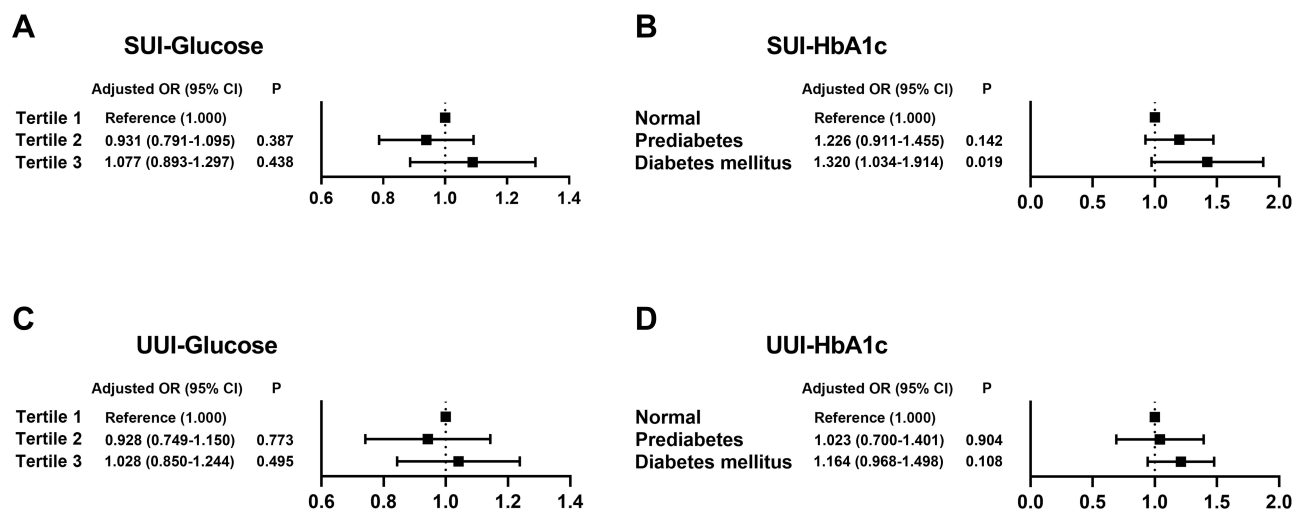 A
SUI-Glucose
Adjusted OR (95% CI) P
Tertile 1 Reference (1.000)
Tertile 2 0.931 (0.791-1.095) 0.387
Tertile 3 1.077 (0.893-1.297) 0.438
0.6 0.8 1.0 1.2 1.4
B
SUI-HbA1c
Adjusted OR (95% CI) P
Normal Reference (1.000)
Prediabetes 1.226 (0.911-1.455) 0.142
Diabetes mellitus 1.320 (1.034-1.914) 0.019
0.0 0.5 1.0 1.5 2.0
C
UUI-Glucose
Adjusted OR (95% CI) P
Tertile 1 Reference (1.000)
Tertile 2 0.928 (0.749-1.150) 0.773
Tertile 3 1.028 (0.850-1.244) 0.495
0.6 0.8 1.0 1.2 1.4
D
UUI-HbA1c
Adjusted OR (95% CI) P
Normal Reference (1.000)
Prediabetes 1.023 (0.700-1.401) 0.904
Diabetes mellitus 1.164 (0.968-1.498) 0.108
0.0 0.5 1.0 1.5 2.0